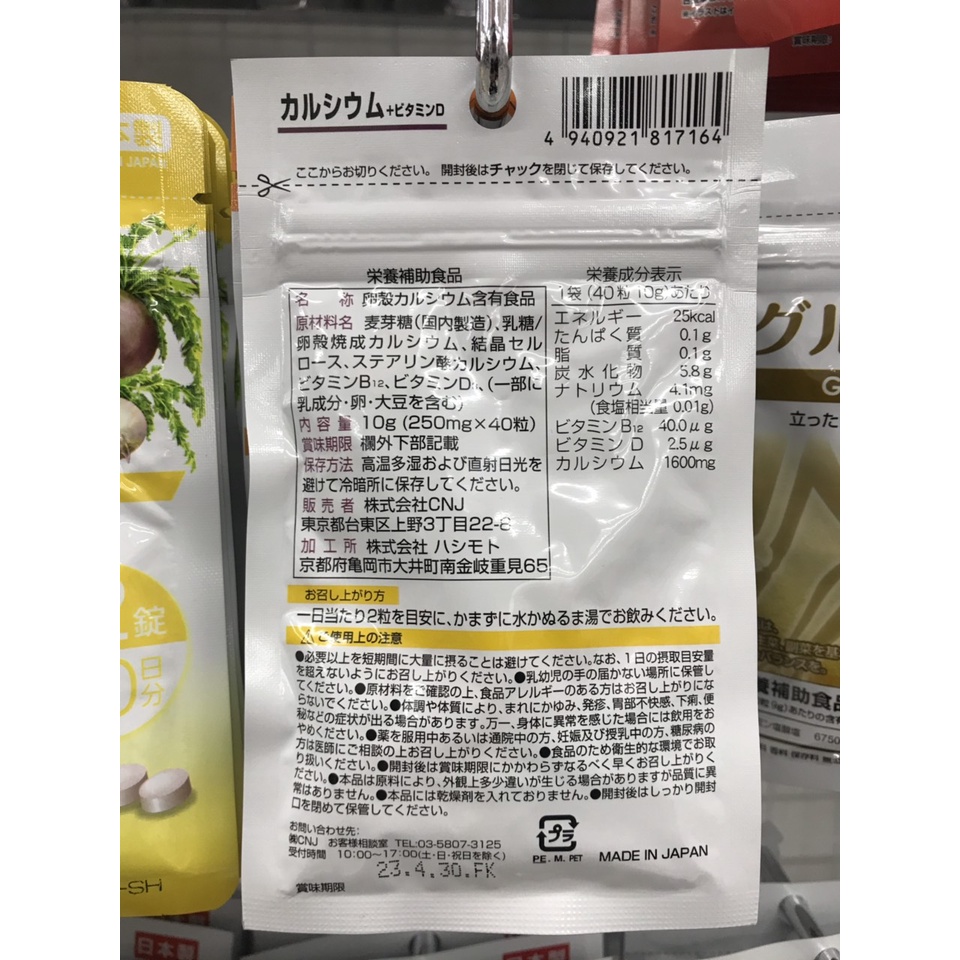 カルシウム+ビタミンD
4 940921 817164
ここからお切りください。 開封後はチャックを閉じて保存してください。
栄養補助食品
名 称 卵殻カルシウム含有食品
原材料名 麦芽糖(国内製造)、乳糖/
卵殻焼成カルシウム、結晶セル
ロース、ステアリン酸カルシウム、
ビタミンB12、ビタミンD3、(一部に
乳成分・卵・大豆を含む)
内容量 10g (250mg×40粒)
賞味期限 欄外下部記載
保存方法 高温多湿および直射日光を
避けて冷暗所に保存してください。
販売者 株式会社CNJ
東京都台東区上野3丁目22-8
加工所 株式会社 ハシモト
京都府亀岡市大井町南金岐重見65
栄養成分表示
1袋(40粒 10g)あたり
エネルギー 25kcal
たんぱく質 0.1g
脂質 0.1g
炭水化物 5.8g
ナトリウム 4.1mg
(食塩相当量 0.01g)
ビタミンB12 40.0μg
ビタミンD 2.5μg
カルシウム 1600mg
お召し上がり方
一日当たり2粒を目安に、かまずに水かぬるま湯でお飲みください。
ご使用上の注意
●必要以上を短期間に大量に摂ることは避けてください。なお、1日の摂取目安量
を超えないようにお召し上がりください。●乳幼児の手の届かない場所に保管し
てください。●原材料をご確認の上、食品アレルギーのある方はお召し上がりにな
らないでください。●体調や体質により、まれにかゆみ、発疹、胃部不快感、下痢、便
秘などの症状が出る場合があります。万一、身体に異常を感じた場合には飲用をお
やめください。●薬を服用中あるいは通院中の方、妊娠及び授乳中の方、糖尿病の
方は医師にご相談の上お召し上がりください。●食品のため衛生的な環境でお取
り扱いください。●開封後は賞味期限にかかわらずなるべく早くお召し上がりくだ
さい。●本品は原料により、外観上多少違いが生じる場合がありますが品質に異
常はありません。●本品には乾燥剤を入れておりません。●開封後はしっかり開封
口を閉めて保管してください。
お問い合わせ先:
㈱CNJ お客様相談室 TEL:03-5807-3125
受付時間 10:00~17:00(土・日・祝日を除く)
賞味期限 23.4.30.FK
プラ
P.E. M. PET
MADE IN JAPAN
本製
JAPAN
錠
日分
-SH
日本製
グル
G
立った
養補助食品
6750
賞味期限